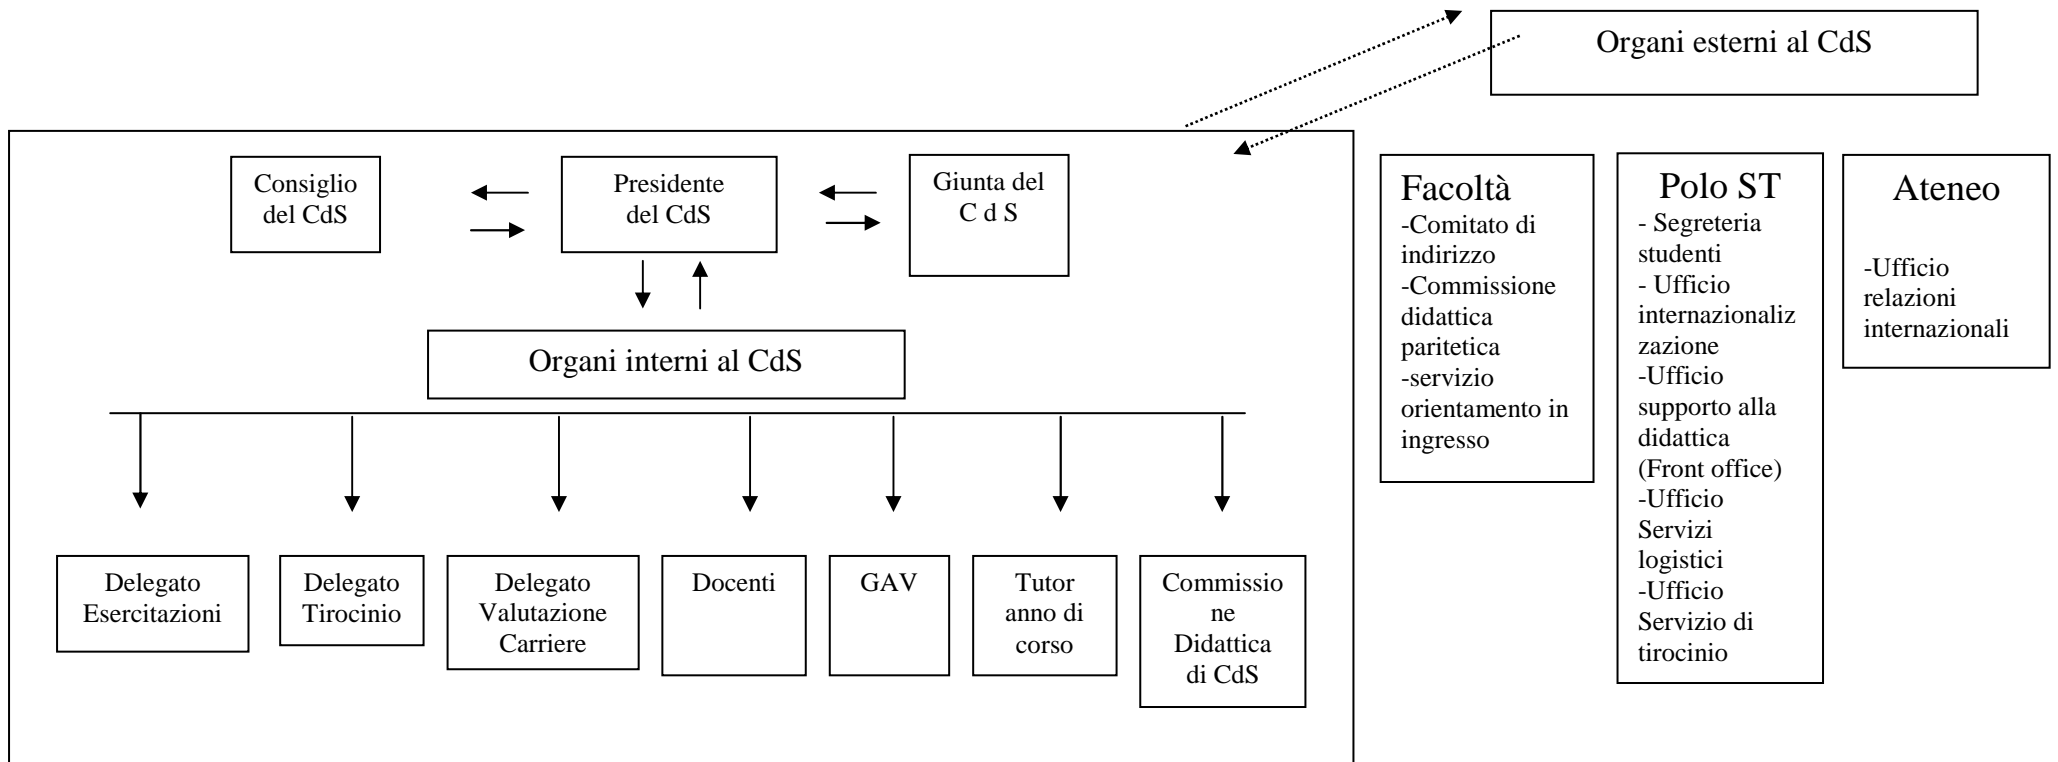 Organi esterni al CdS
Consiglio
del CdS
Presidente
del CdS
Giunta del
C d S
Organi interni al CdS
Delegato
Esercitazioni
Delegato
Tirocinio
Delegato
Valutazione
Carriere
Docenti
GAV
Tutor
anno di
corso
Commissio
ne
Didattica
di CdS
Facoltà
-Comitato di
indirizzo
-Commissione
didattica
paritetica
-servizio
orientamento in
ingresso
Polo ST
- Segreteria
studenti
- Ufficio
internazionaliz
zazione
-Ufficio
supporto alla
didattica
(Front office)
-Ufficio
Servizi
logistici
-Ufficio
Servizio di
tirocinio
Ateneo
-Ufficio
relazioni
internazionali